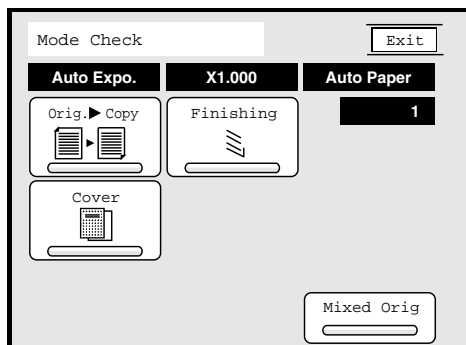 Mode Check Exit
Auto Expo. X1.000 Auto Paper
Orig.▶Copy Finishing 1
Cover
Mixed Orig